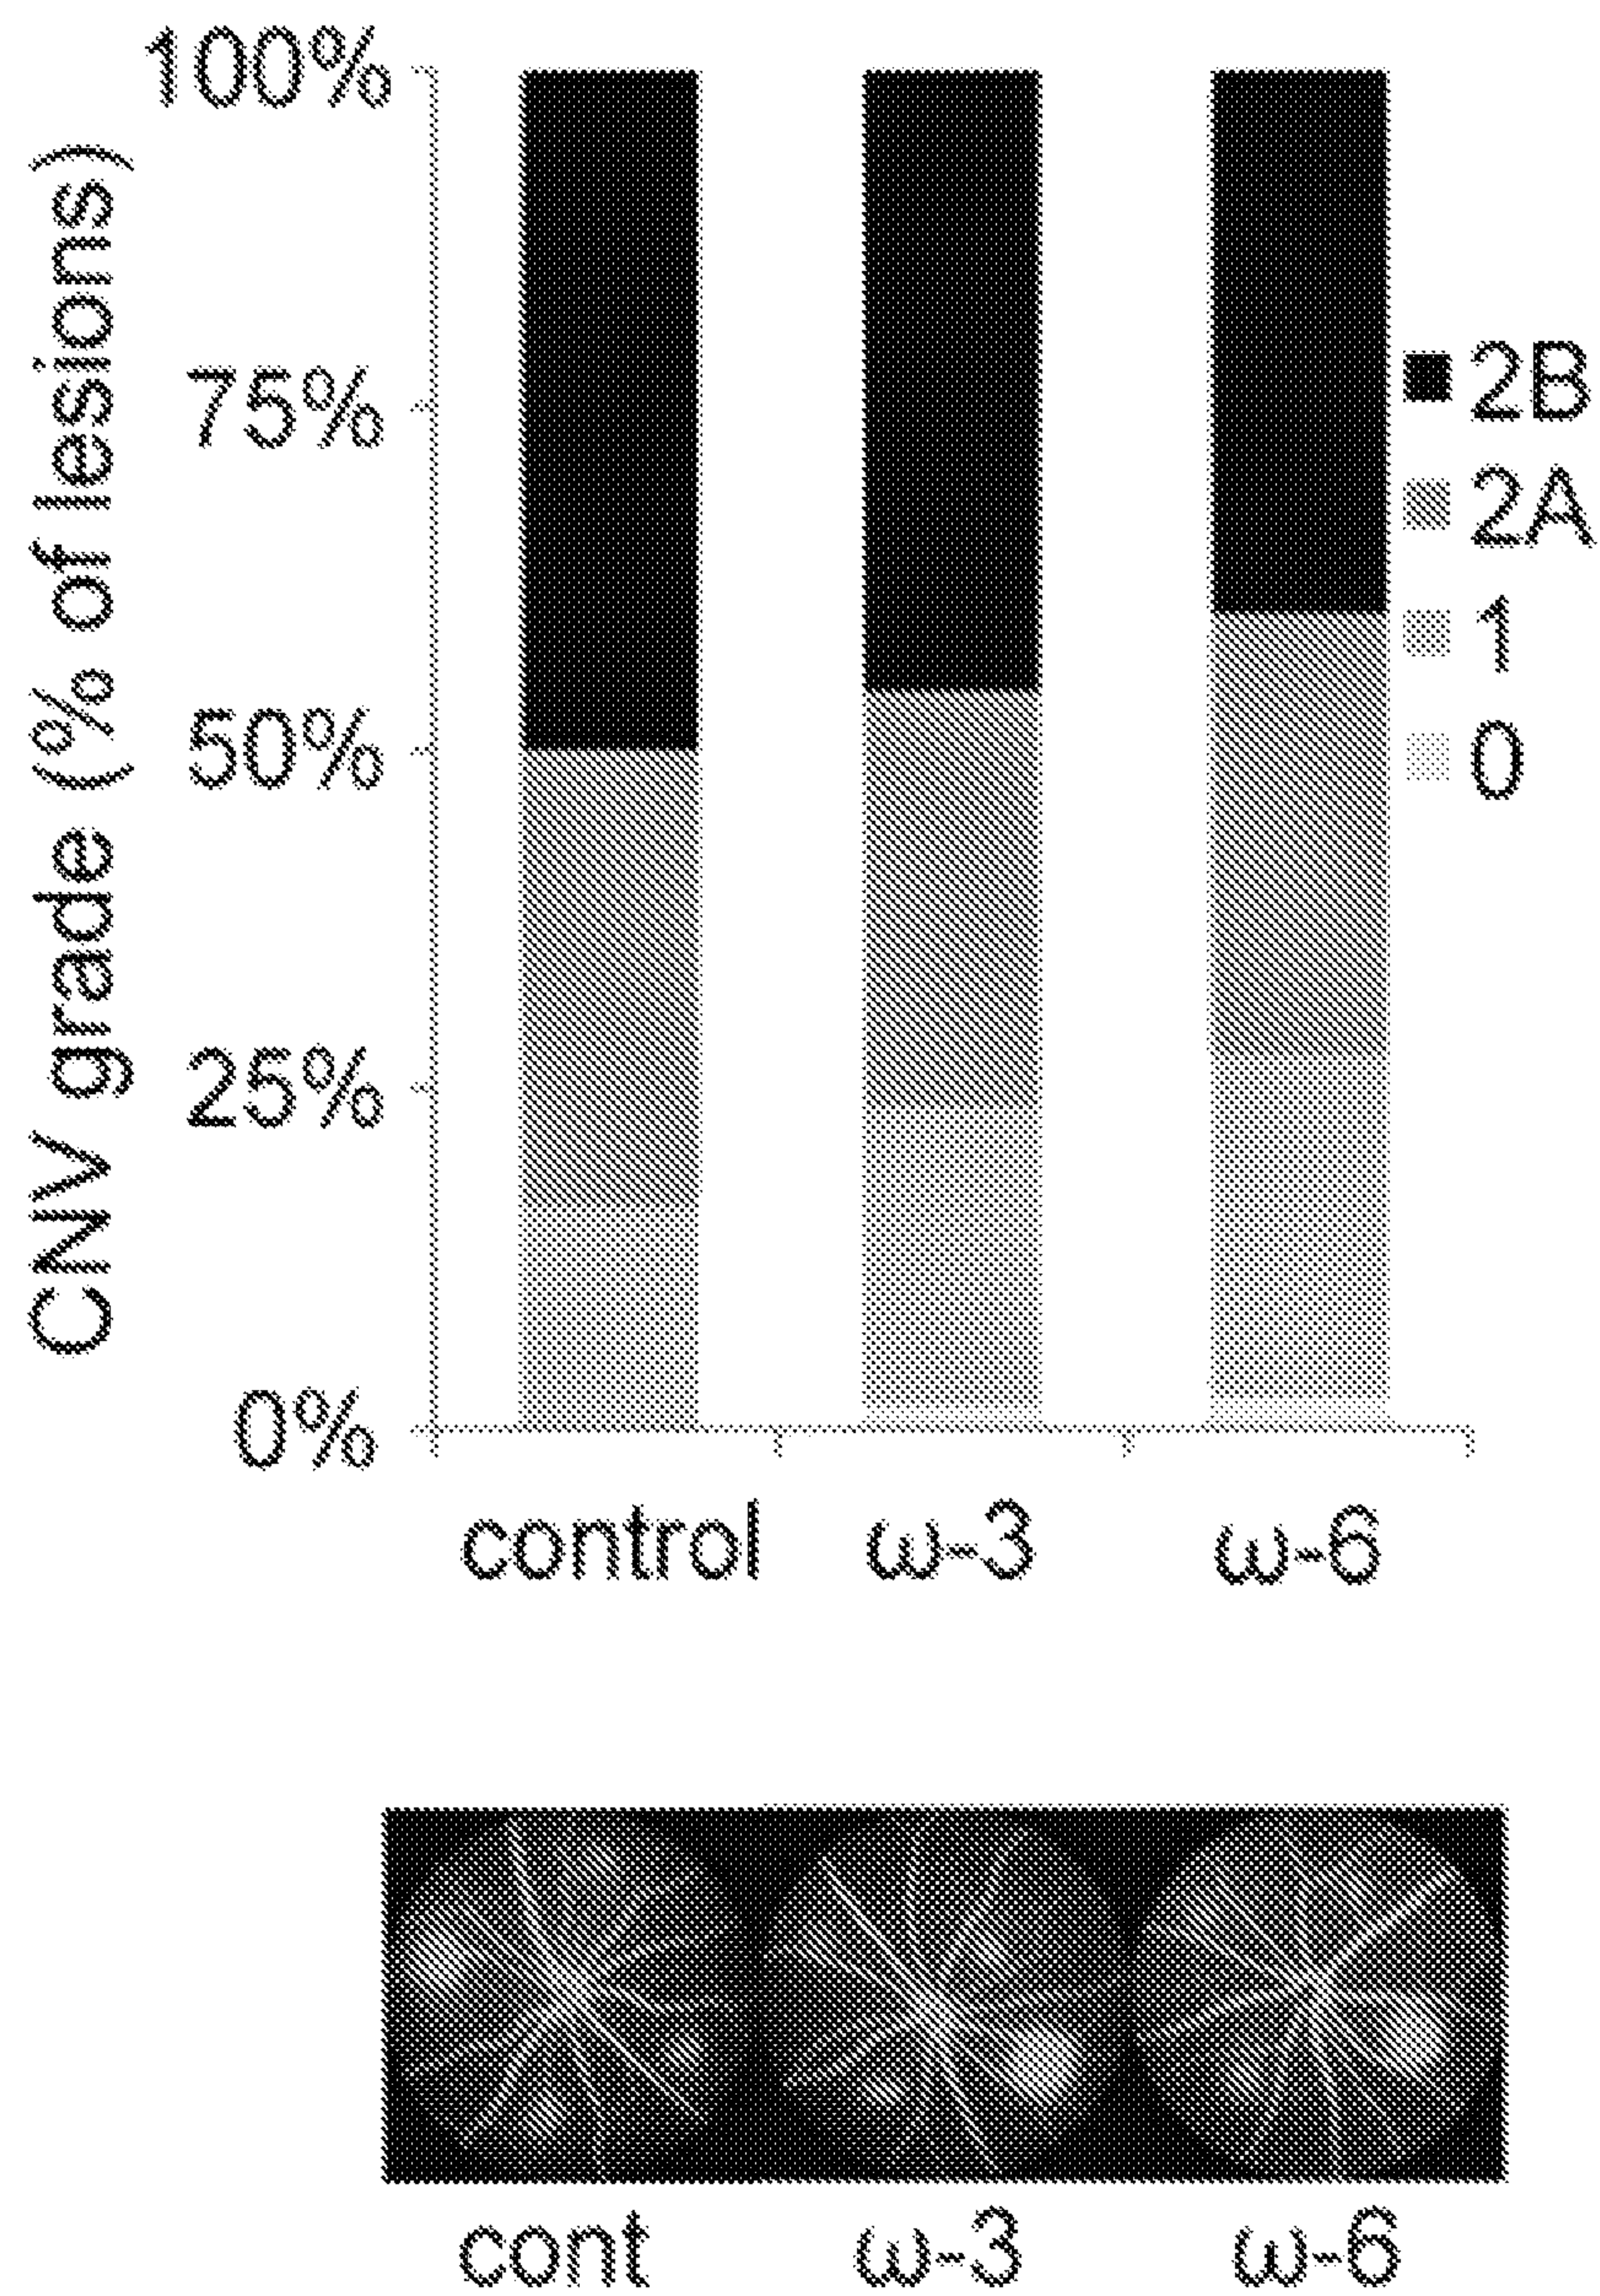 CNV grade (% of lesions)
100%
75%
50%
25%
0%
2B
2A
1
0
control ω-3 ω-6
cont ω-3 ω-6